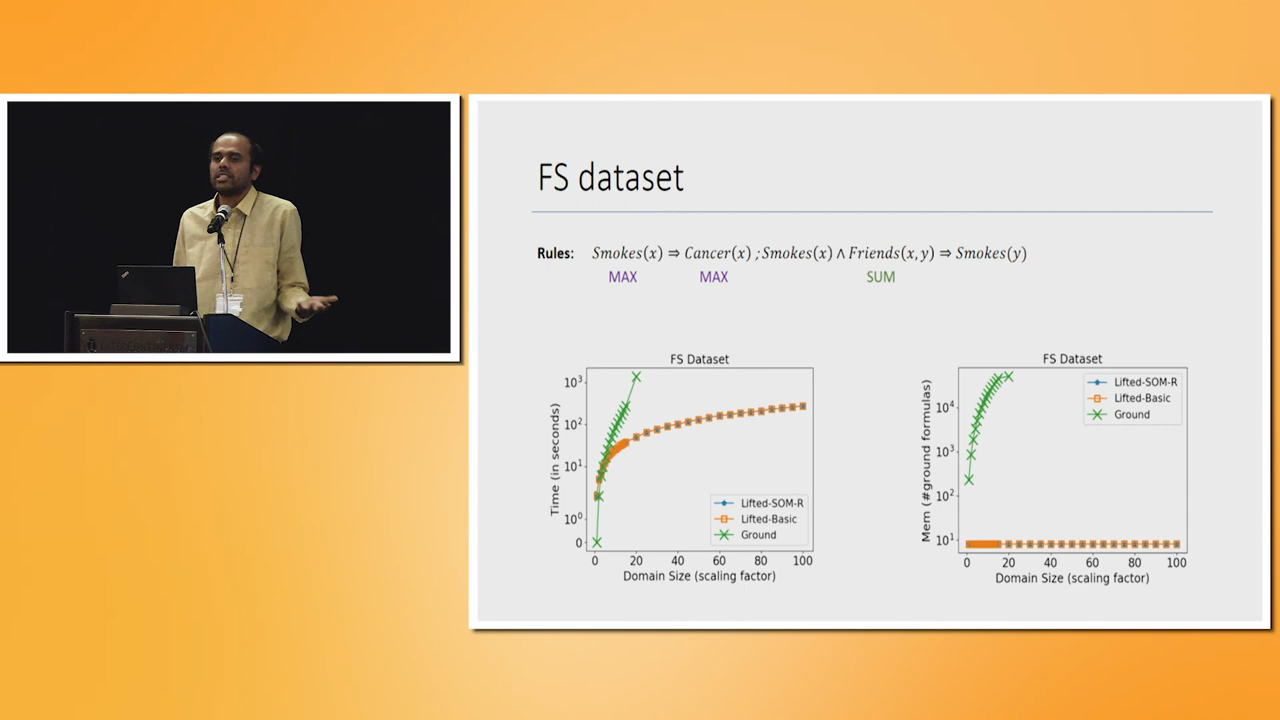 FS dataset
Rules: Smokes(x) ⇒ Cancer(x) ; Smokes(x) ∧ Friends(x, y) ⇒ Smokes(y)
MAX MAX SUM
FS Dataset
10³
10²
10¹
10⁰
0
Time (in seconds)
Lifted-SOM-R
Lifted-Basic
Ground
0 20 40 60 80 100
Domain Size (scaling factor)
FS Dataset
10⁴
10³
10²
10¹
Mem (#ground formulas)
Lifted-SOM-R
Lifted-Basic
Ground
0 20 40 60 80 100
Domain Size (scaling factor)